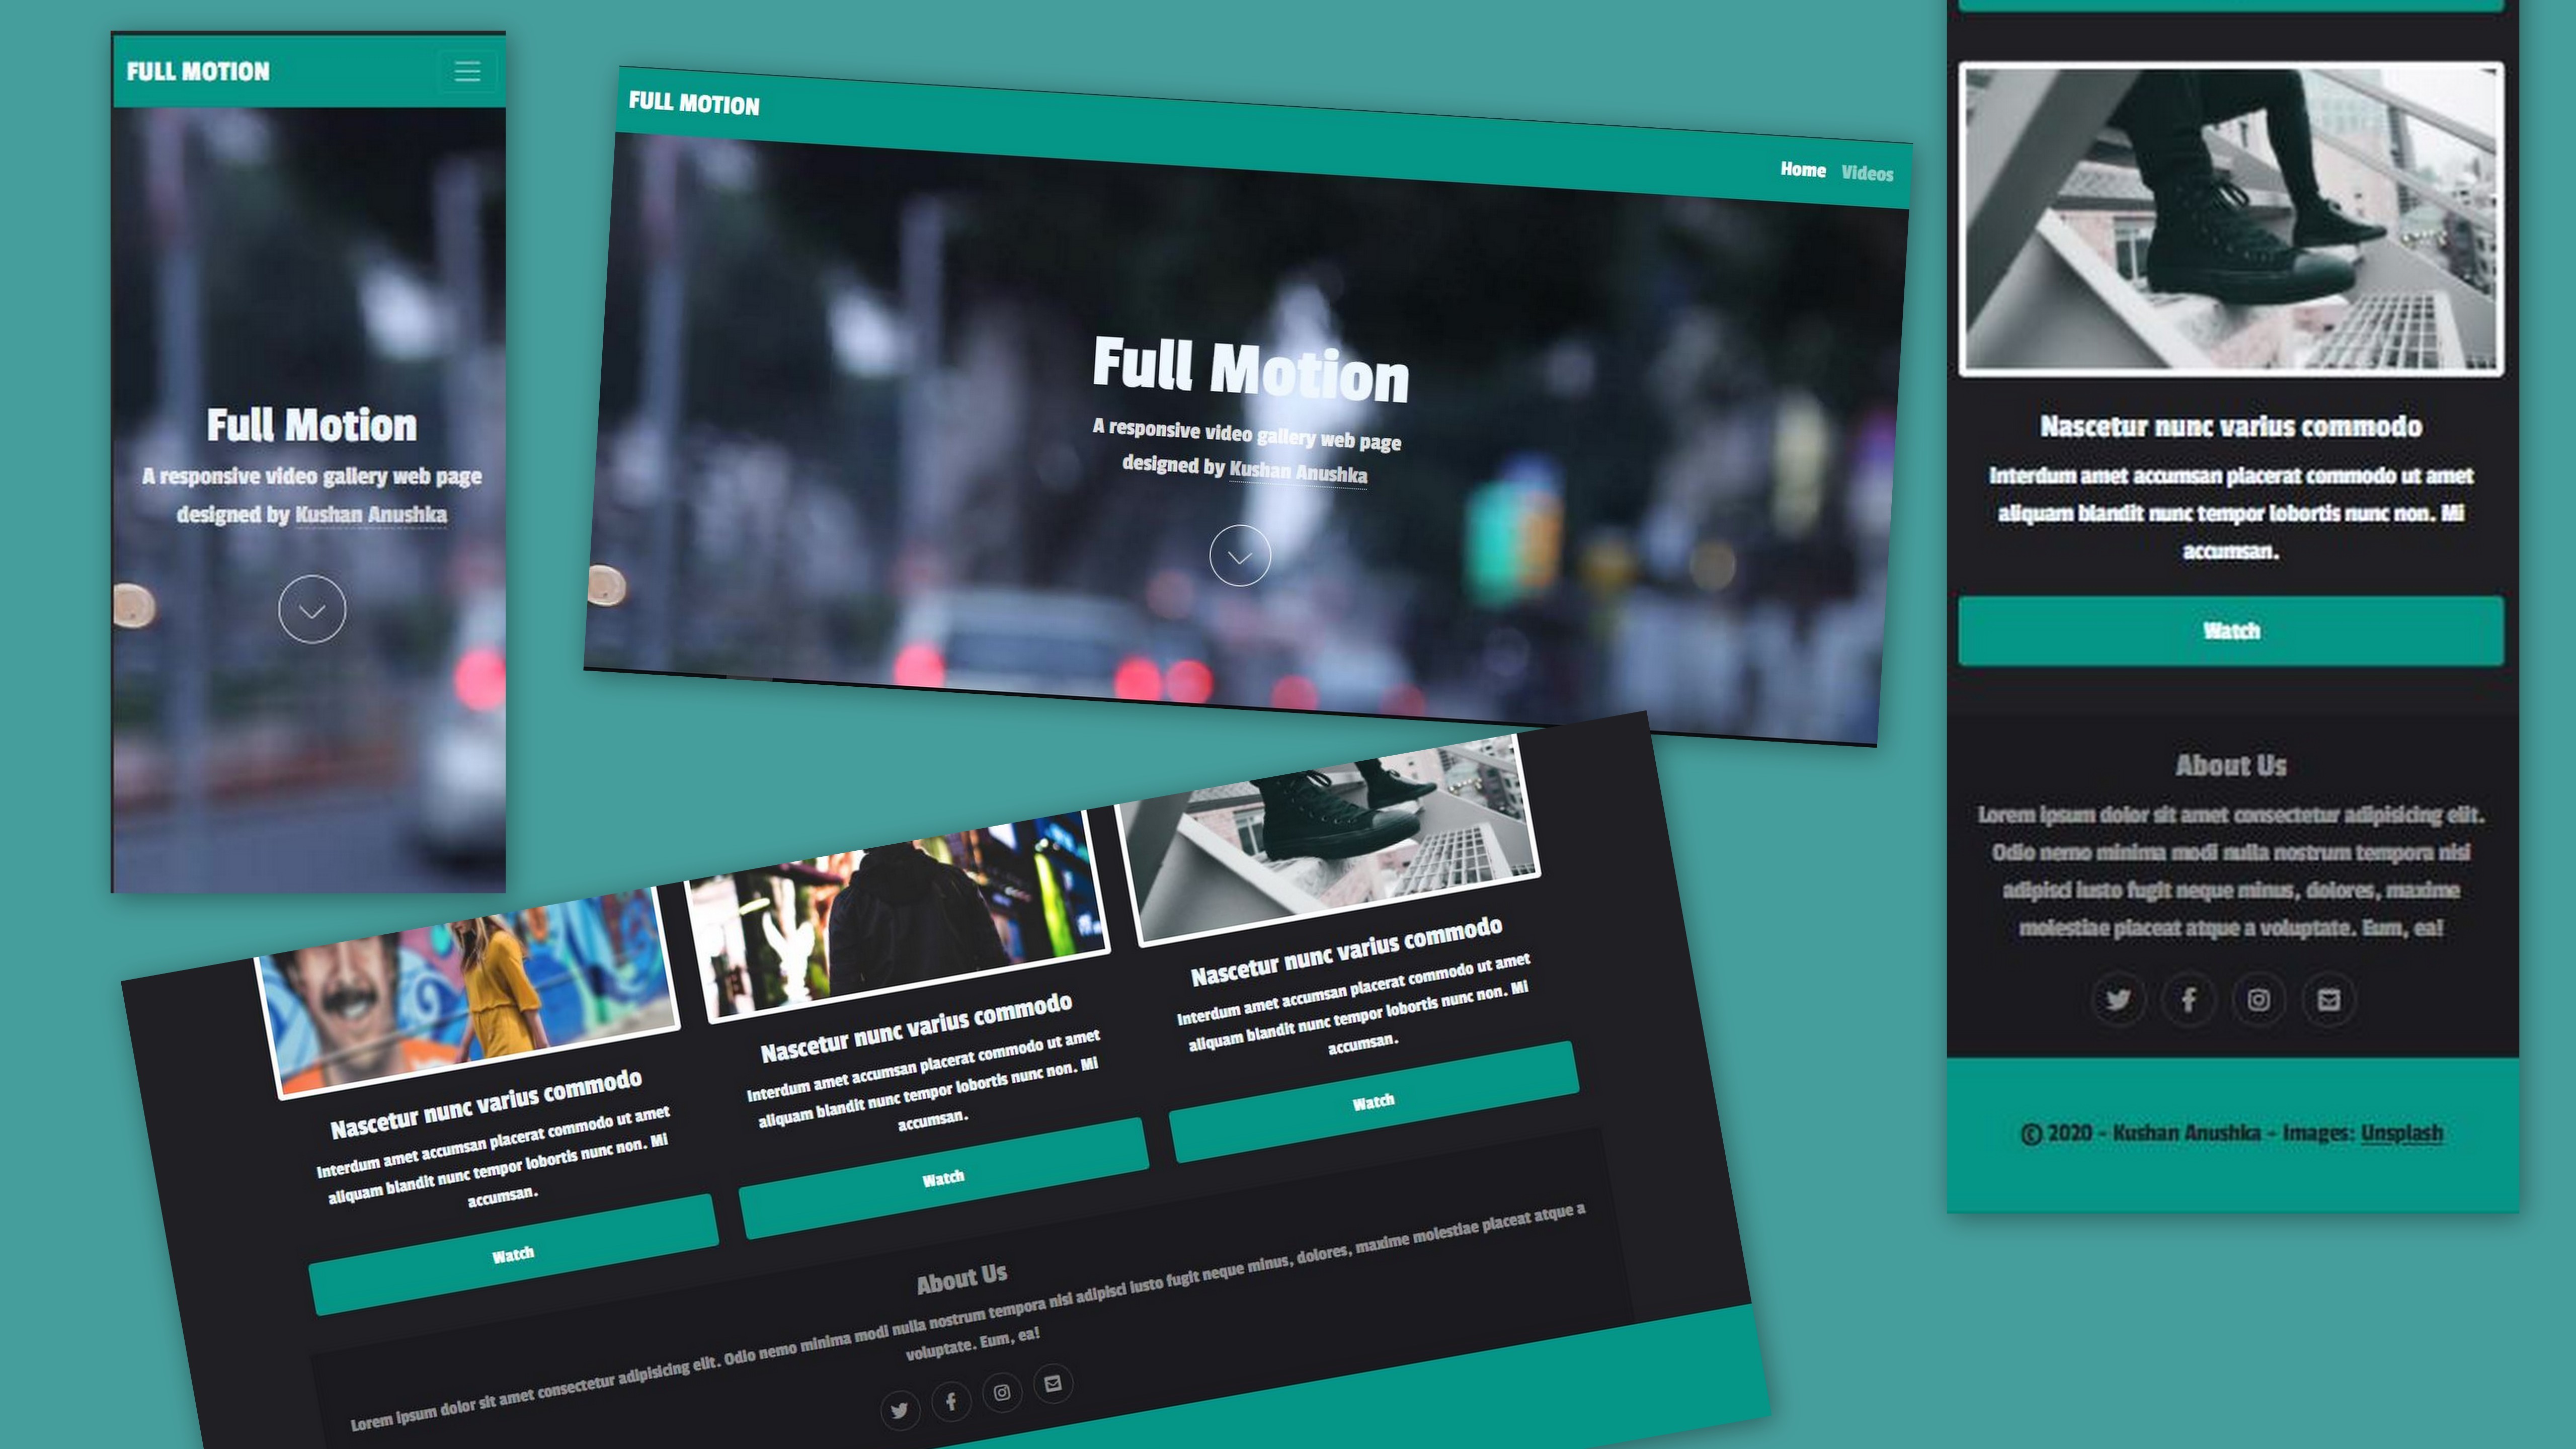 FULL MOTION
Full Motion
A responsive video gallery web page
designed by Kushan Anushka
FULL MOTION
Home Videos
Full Motion
A responsive video gallery web page
designed by Kushan Anushka
Nascetur nunc varius commodo
Interdum amet accumsan placerat commodo ut amet
aliquam blandit nunc tempor lobortis nunc non. Mi
accumsan.
Watch
Nascetur nunc varius commodo
Interdum amet accumsan placerat commodo ut amet
aliquam blandit nunc tempor lobortis nunc non. Mi
accumsan.
Watch
Nascetur nunc varius commodo
Interdum amet accumsan placerat commodo ut amet
aliquam blandit nunc tempor lobortis nunc non. Mi
accumsan.
Watch
About Us
Lorem ipsum dolor sit amet consectetur adipisicing elit. Odio nemo minima modi nulla nostrum tempora nisi adipisci iusto fugit neque minus, dolores, maxime molestiae placeat atque a
voluptate. Eum, ea!
Nascetur nunc varius commodo
Interdum amet accumsan placerat commodo ut amet
aliquam blandit nunc tempor lobortis nunc non. Mi
accumsan.
Watch
About Us
Lorem ipsum dolor sit amet consectetur adipisicing elit.
Odio nemo minima modi nulla nostrum tempora nisi
adipisci iusto fugit neque minus, dolores, maxime
molestiae placeat atque a voluptate. Eum, ea!
© 2020 - Kushan Anushka - Images: Unsplash